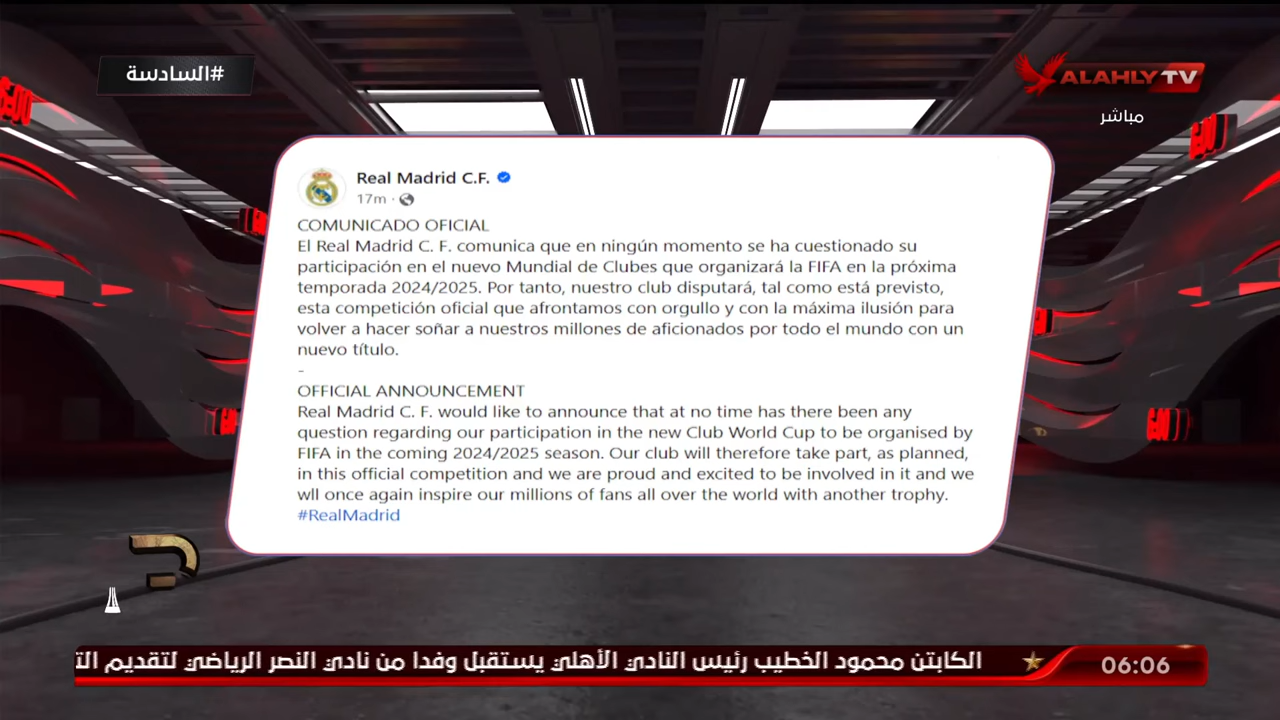 #السادسة
ALAHLY TV
مباشر
Real Madrid C.F.
17m ·
COMUNICADO OFICIAL
El Real Madrid C. F. comunica que en ningún momento se ha cuestionado su
participación en el nuevo Mundial de Clubes que organizará la FIFA en la próxima
temporada 2024/2025. Por tanto, nuestro club disputará, tal como está previsto,
esta competición oficial que afrontamos con orgullo y con la máxima ilusión para
volver a hacer soñar a nuestros millones de aficionados por todo el mundo con un
nuevo título.
-
OFFICIAL ANNOUNCEMENT
Real Madrid C. F. would like to announce that at no time has there been any
question regarding our participation in the new Club World Cup to be organised by
FIFA in the coming 2024/2025 season. Our club will therefore take part, as planned,
in this official competition and we are proud and excited to be involved in it and we
wll once again inspire our millions of fans all over the world with another trophy.
#RealMadrid
الكابتن محمود الخطيب رئيس النادي الأهلي يستقبل وفدا من نادي النصر الرياضي لتقديم
06:06